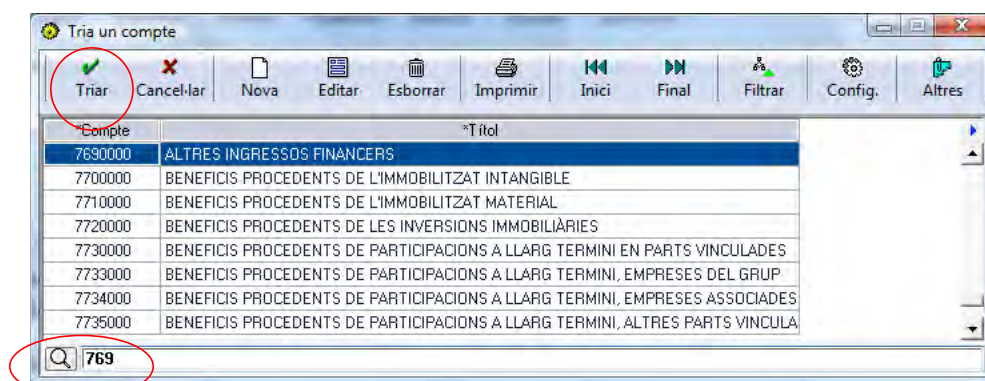 Tria un compte
Triar Cancel·lar Nova Editar Esborrar Imprimir Inici Final Filtrar Config. Altres
*Compte *Títol
7690000 ALTRES INGRESSOS FINANCERS
7700000 BENEFICIS PROCEDENTS DE L'IMMOBILITZAT INTANGIBLE
7710000 BENEFICIS PROCEDENTS DE L'IMMOBILITZAT MATERIAL
7720000 BENEFICIS PROCEDENTS DE LES INVERSIONS IMMOBILIÀRIES
7730000 BENEFICIS PROCEDENTS DE PARTICIPACIONS A LLARG TERMINI EN PARTS VINCULADES
7733000 BENEFICIS PROCEDENTS DE PARTICIPACIONS A LLARG TERMINI, EMPRESES DEL GRUP
7734000 BENEFICIS PROCEDENTS DE PARTICIPACIONS A LLARG TERMINI, EMPRESES ASSOCIADES
7735000 BENEFICIS PROCEDENTS DE PARTICIPACIONS A LLARG TERMINI, ALTRES PARTS VINCULA
769